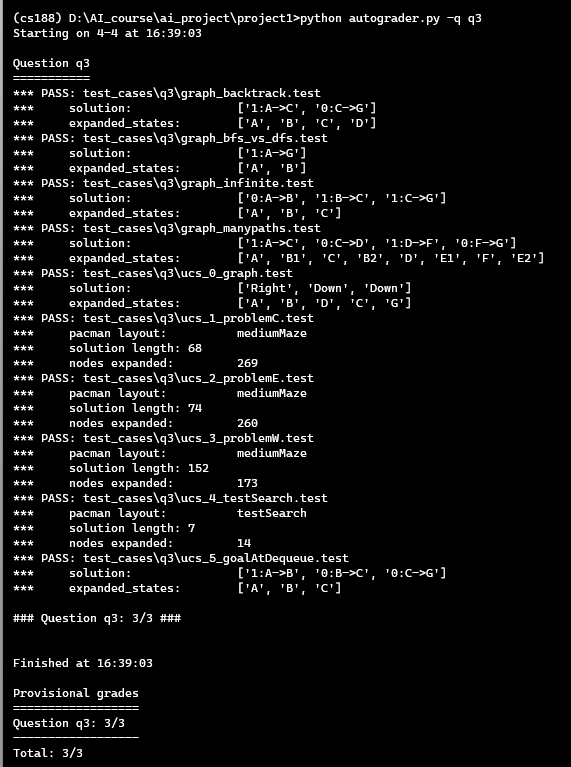 (cs188) D:\AI_course\ai_project\project1>python autograder.py -q q3
Starting on 4-4 at 16:39:03

Question q3
===========
*** PASS: test_cases\q3\graph_backtrack.test
***     solution:               ['1:A->C', '0:C->G']
***     expanded_states:        ['A', 'B', 'C', 'D']
*** PASS: test_cases\q3\graph_bfs_vs_dfs.test
***     solution:               ['1:A->G']
***     expanded_states:        ['A', 'B']
*** PASS: test_cases\q3\graph_infinite.test
***     solution:               ['0:A->B', '1:B->C', '1:C->G']
***     expanded_states:        ['A', 'B', 'C']
*** PASS: test_cases\q3\graph_manypaths.test
***     solution:               ['1:A->C', '0:C->D', '1:D->F', '0:F->G']
***     expanded_states:        ['A', 'B1', 'C', 'B2', 'D', 'E1', 'F', 'E2']
*** PASS: test_cases\q3\ucs_0_graph.test
***     solution:               ['Right', 'Down', 'Down']
***     expanded_states:        ['A', 'B', 'D', 'C', 'G']
*** PASS: test_cases\q3\ucs_1_problemC.test
***     pacman layout:          mediumMaze
***     solution length: 68
***     nodes expanded:         269
*** PASS: test_cases\q3\ucs_2_problemE.test
***     pacman layout:          mediumMaze
***     solution length: 74
***     nodes expanded:         260
*** PASS: test_cases\q3\ucs_3_problemW.test
***     pacman layout:          mediumMaze
***     solution length: 152
***     nodes expanded:         173
*** PASS: test_cases\q3\ucs_4_testSearch.test
***     pacman layout:          testSearch
***     solution length: 7
***     nodes expanded:         14
*** PASS: test_cases\q3\ucs_5_goalAtDequeue.test
***     solution:               ['1:A->B', '0:B->C', '0:C->G']
***     expanded_states:        ['A', 'B', 'C']

### Question q3: 3/3 ###


Finished at 16:39:03

Provisional grades
==================
Question q3: 3/3
------------------
Total: 3/3